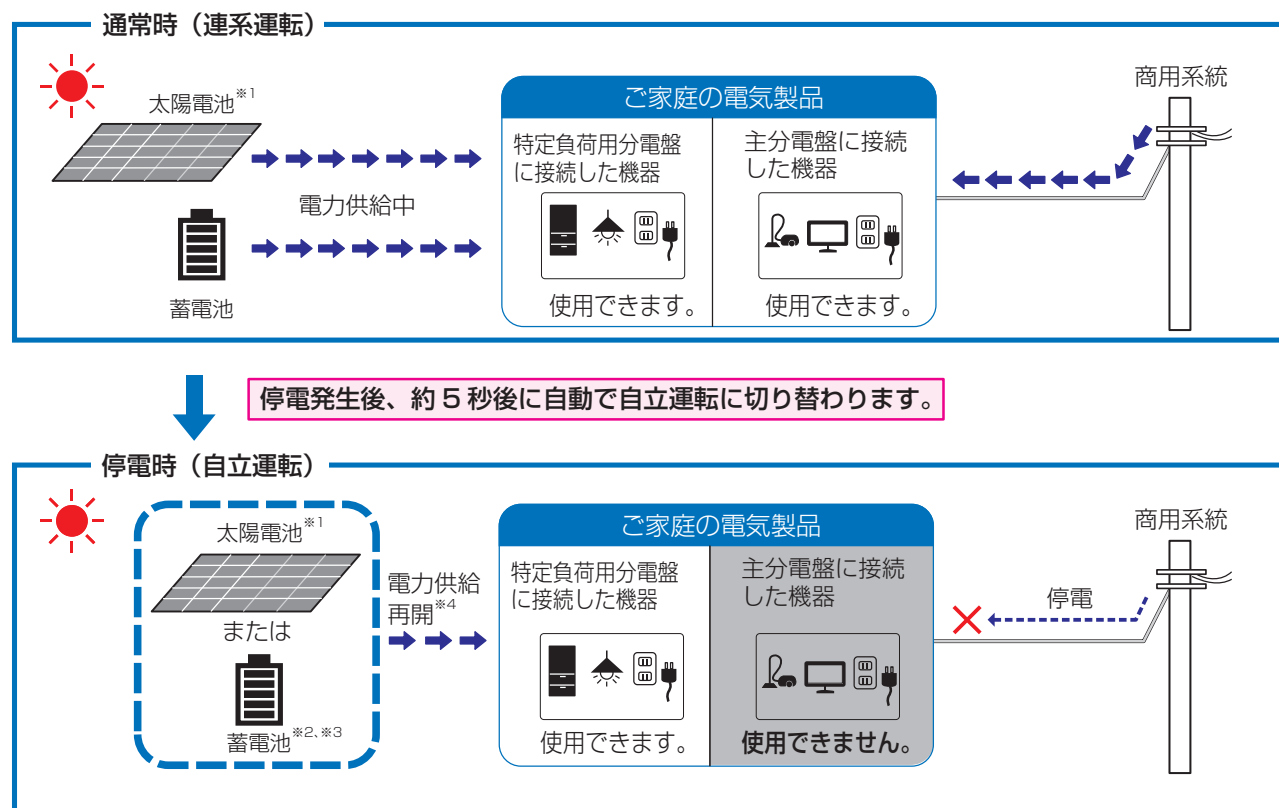 通常時（連系運転）
太陽電池※1
電力供給中
蓄電池
ご家庭の電気製品
特定負荷用分電盤
に接続した機器
使用できます。
主分電盤に接続
した機器
使用できます。
商用系統
停電発生後、約 5 秒後に自動で自立運転に切り替わります。
停電時（自立運転）
太陽電池※1
または
蓄電池※2、※3
電力供給
再開※4
ご家庭の電気製品
特定負荷用分電盤
に接続した機器
使用できます。
主分電盤に接続
した機器
使用できません。
停電
商用系統